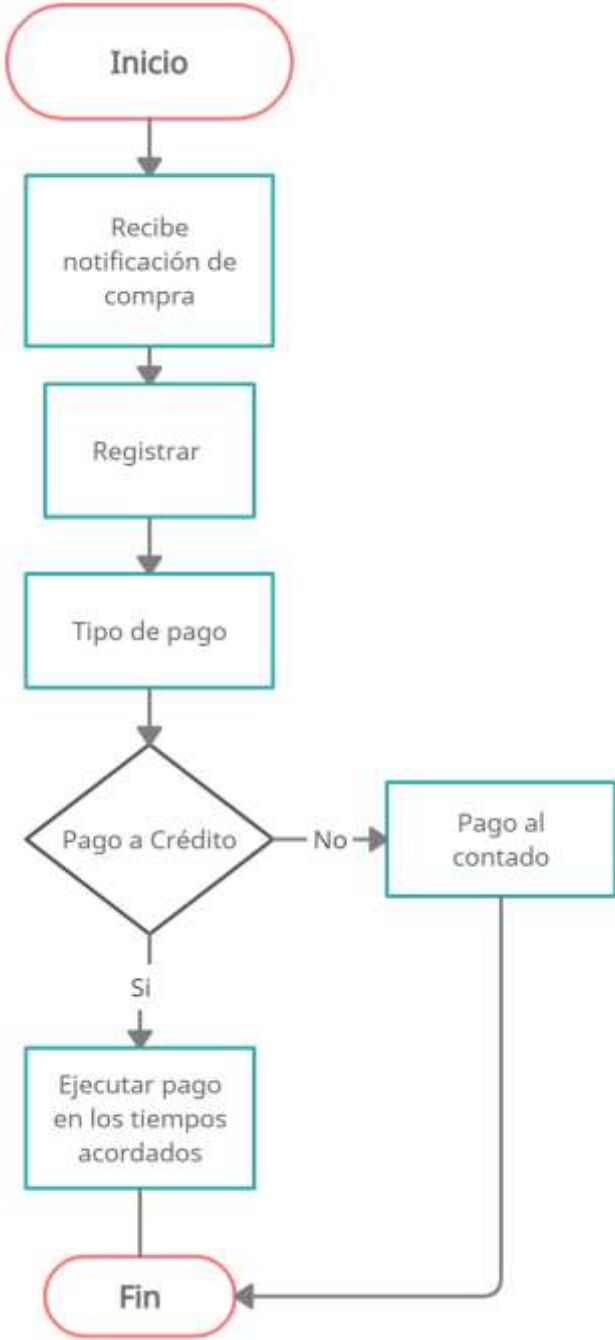 Inicio
Recibe
notificación de
compra
Registrar
Tipo de pago
Pago a Crédito
No
Pago al
contado
Si
Ejecutar pago
en los tiempos
acordados
Fin